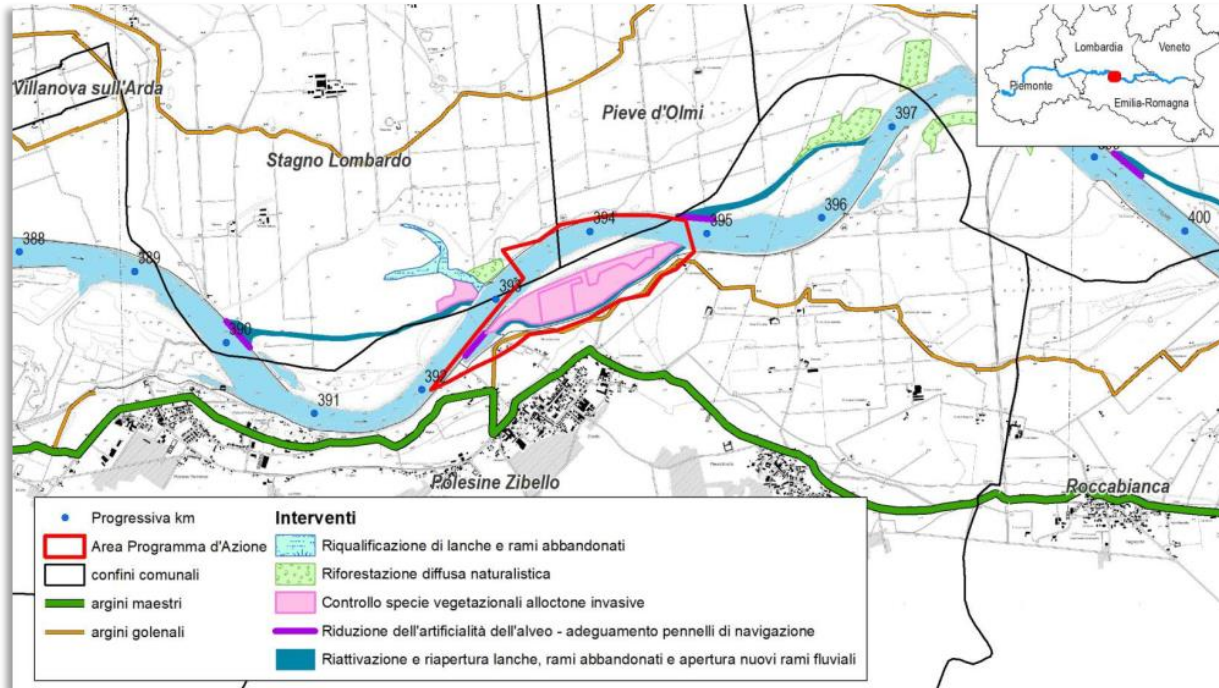 Lombardia
Veneto
Piemonte
Emilia-Romagna
Villanova sull'Arda
Pieve d'Olmi
Stagno Lombardo
397
396
395
394
393
400
388
389
390
391
392
Polesine Zibello
Roccabianca
Progressiva km
Area Programma d'Azione
confini comunali
argini maestri
argini golenali
Interventi
Riqualificazione di lanche e rami abbandonati
Riforestazione diffusa naturalistica
Controllo specie vegetazionali alloctone invasive
Riduzione dell'artificialità dell'alveo - adeguamento pennelli di navigazione
Riattivazione e riapertura lanche, rami abbandonati e apertura nuovi rami fluviali